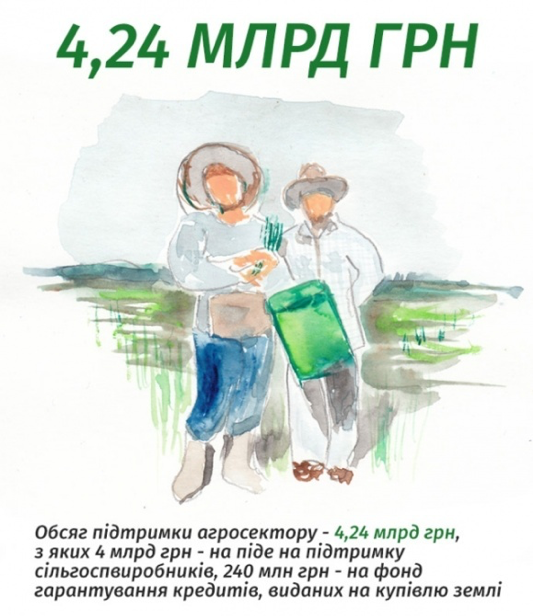 4,24 МЛРД ГРН
Обсяг підтримки агросектору - 4,24 млрд грн,
з яких 4 млрд грн - на піде на підтримку
сільгоспвиробників, 240 млн грн - на фонд
гарантування кредитів, виданих на купівлю землі